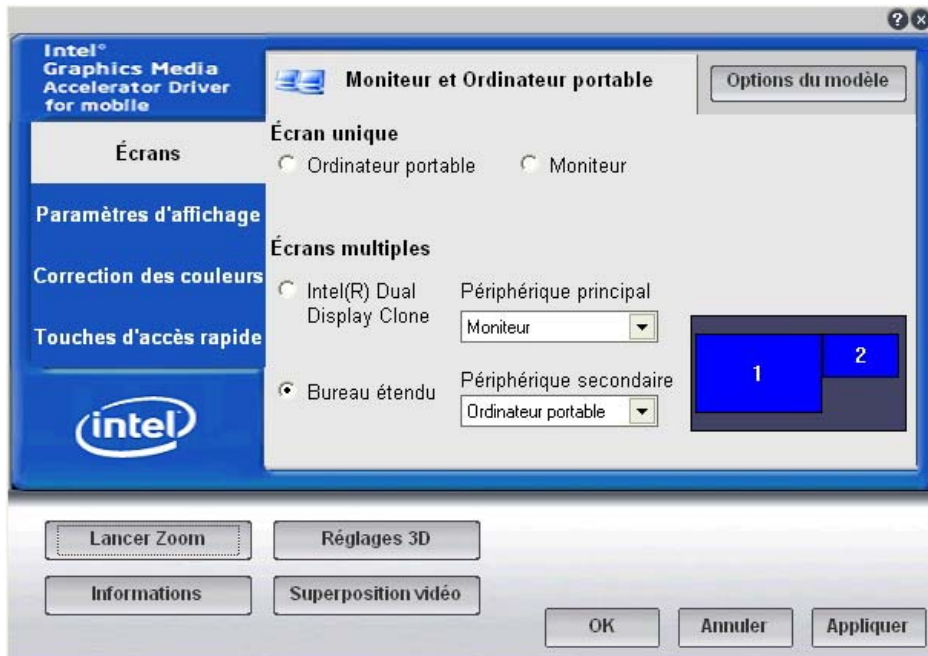 Intel®
Graphics Media
Accelerator Driver
for mobile
Moniteur et Ordinateur portable
Options du modèle
Écrans
Paramètres d'affichage
Correction des couleurs
Touches d'accès rapide
intel
Écran unique
Ordinateur portable
Moniteur
Écrans multiples
Intel(R) Dual
Display Clone
Périphérique principal
Moniteur
Bureau étendu
Périphérique secondaire
Ordinateur portable
1
2
Lancer Zoom
Réglages 3D
Informations
Superposition vidéo
OK
Annuler
Appliquer